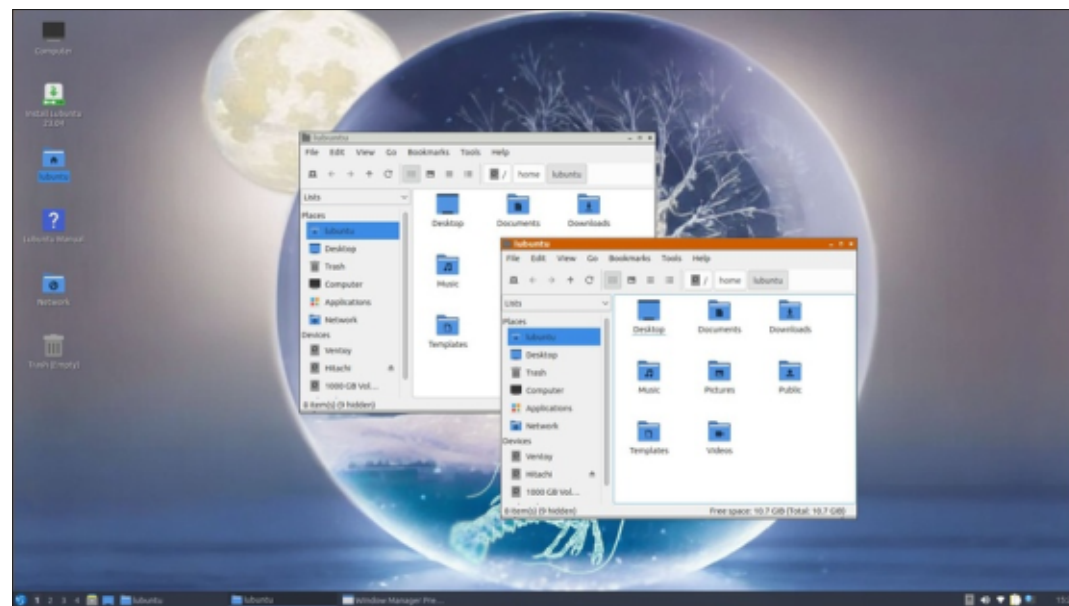 Computer
Install Lubuntu
23.04
lubuntu
Lubuntu Manual
Network
Trash (Empty)
lubuntu
File Edit View Go Bookmarks Tools Help
/ home lubuntu
Lists
Places
lubuntu
Desktop
Trash
Computer
Applications
Network
Devices
Ventoy
Hitachi
1000 GB Vol...
Desktop Documents Downloads
Music
Templates
8 item(s) (9 hidden)
lubuntu
File Edit View Go Bookmarks Tools Help
/ home lubuntu
Lists
Places
lubuntu
Desktop
Trash
Computer
Applications
Network
Devices
Ventoy
Hitachi
1000 GB Vol...
Desktop Documents Downloads
Music Pictures Public
Templates Videos
8 item(s) (9 hidden) Free space: 10.7 GiB (Total: 10.7 GiB)
1 2 3 4 lubuntu lubuntu Window Manager Pre...